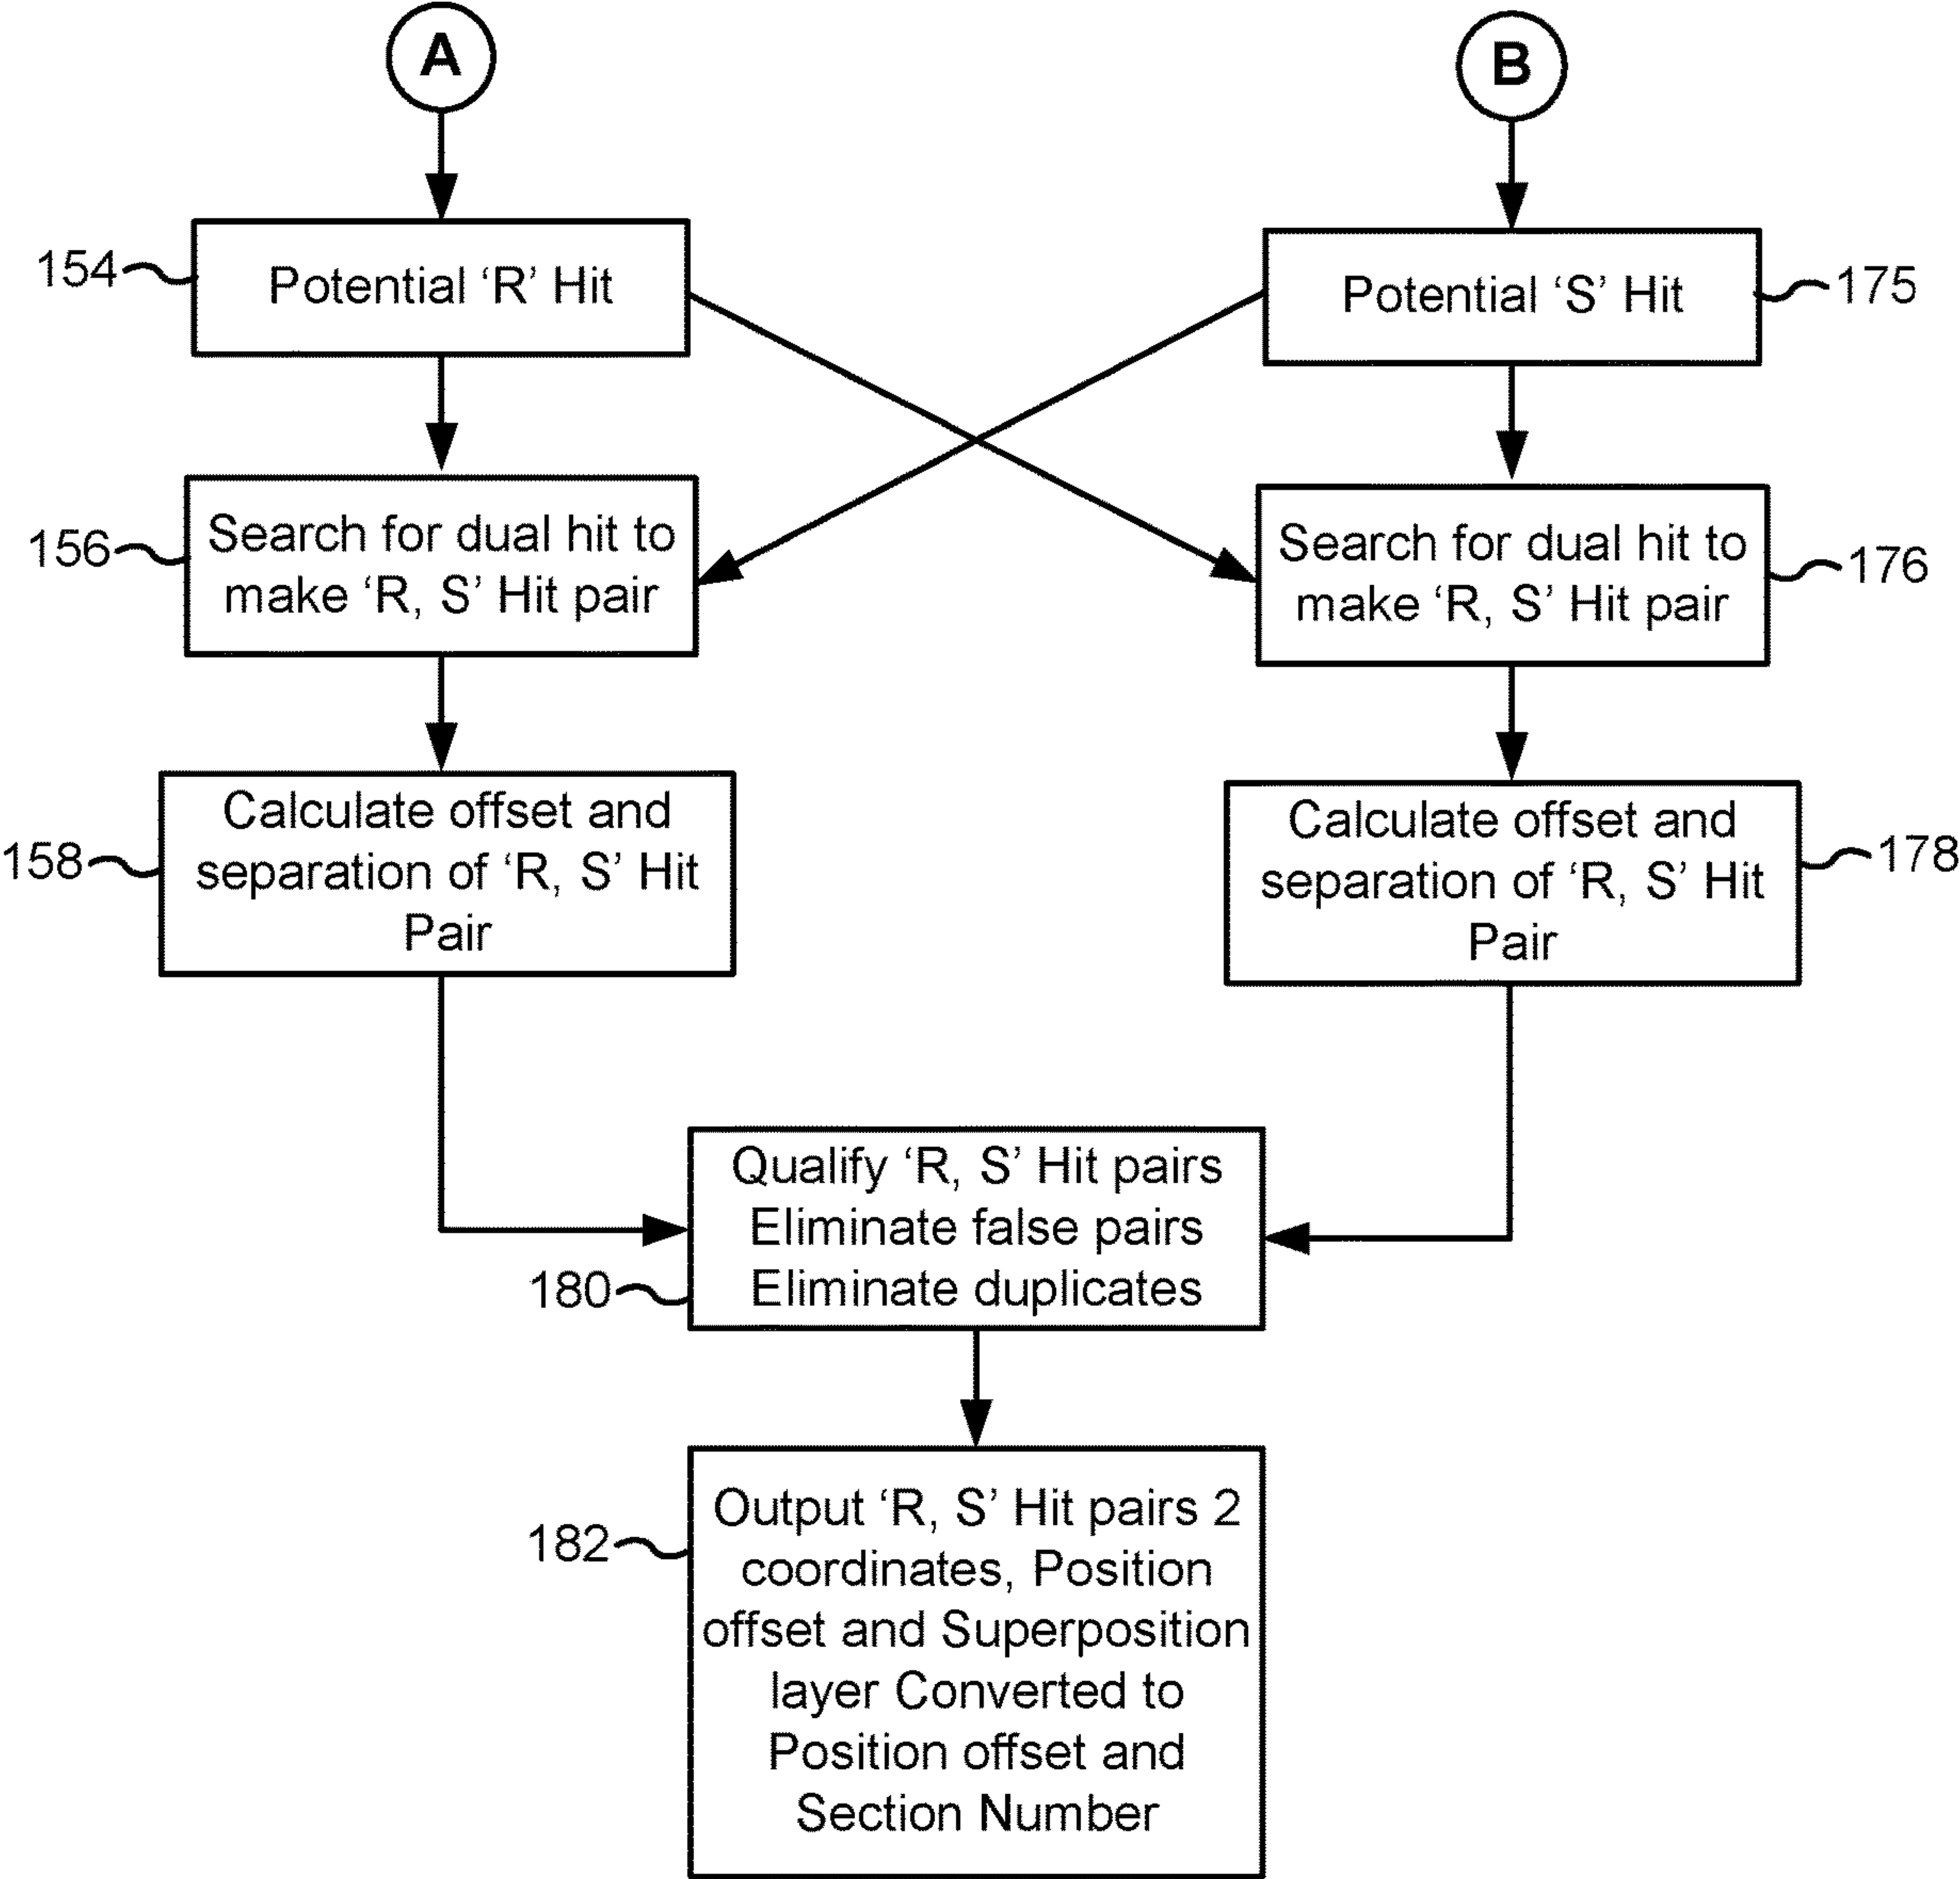 A
B
154
Potential ‘R’ Hit
Potential ‘S’ Hit
175
156
Search for dual hit to
make ‘R, S’ Hit pair
Search for dual hit to
make ‘R, S’ Hit pair
176
158
Calculate offset and
separation of ‘R, S’ Hit
Pair
Calculate offset and
separation of ‘R, S’ Hit
Pair
178
180
Qualify ‘R, S’ Hit pairs
Eliminate false pairs
Eliminate duplicates
182
Output ‘R, S’ Hit pairs 2
coordinates, Position
offset and Superposition
layer Converted to
Position offset and
Section Number